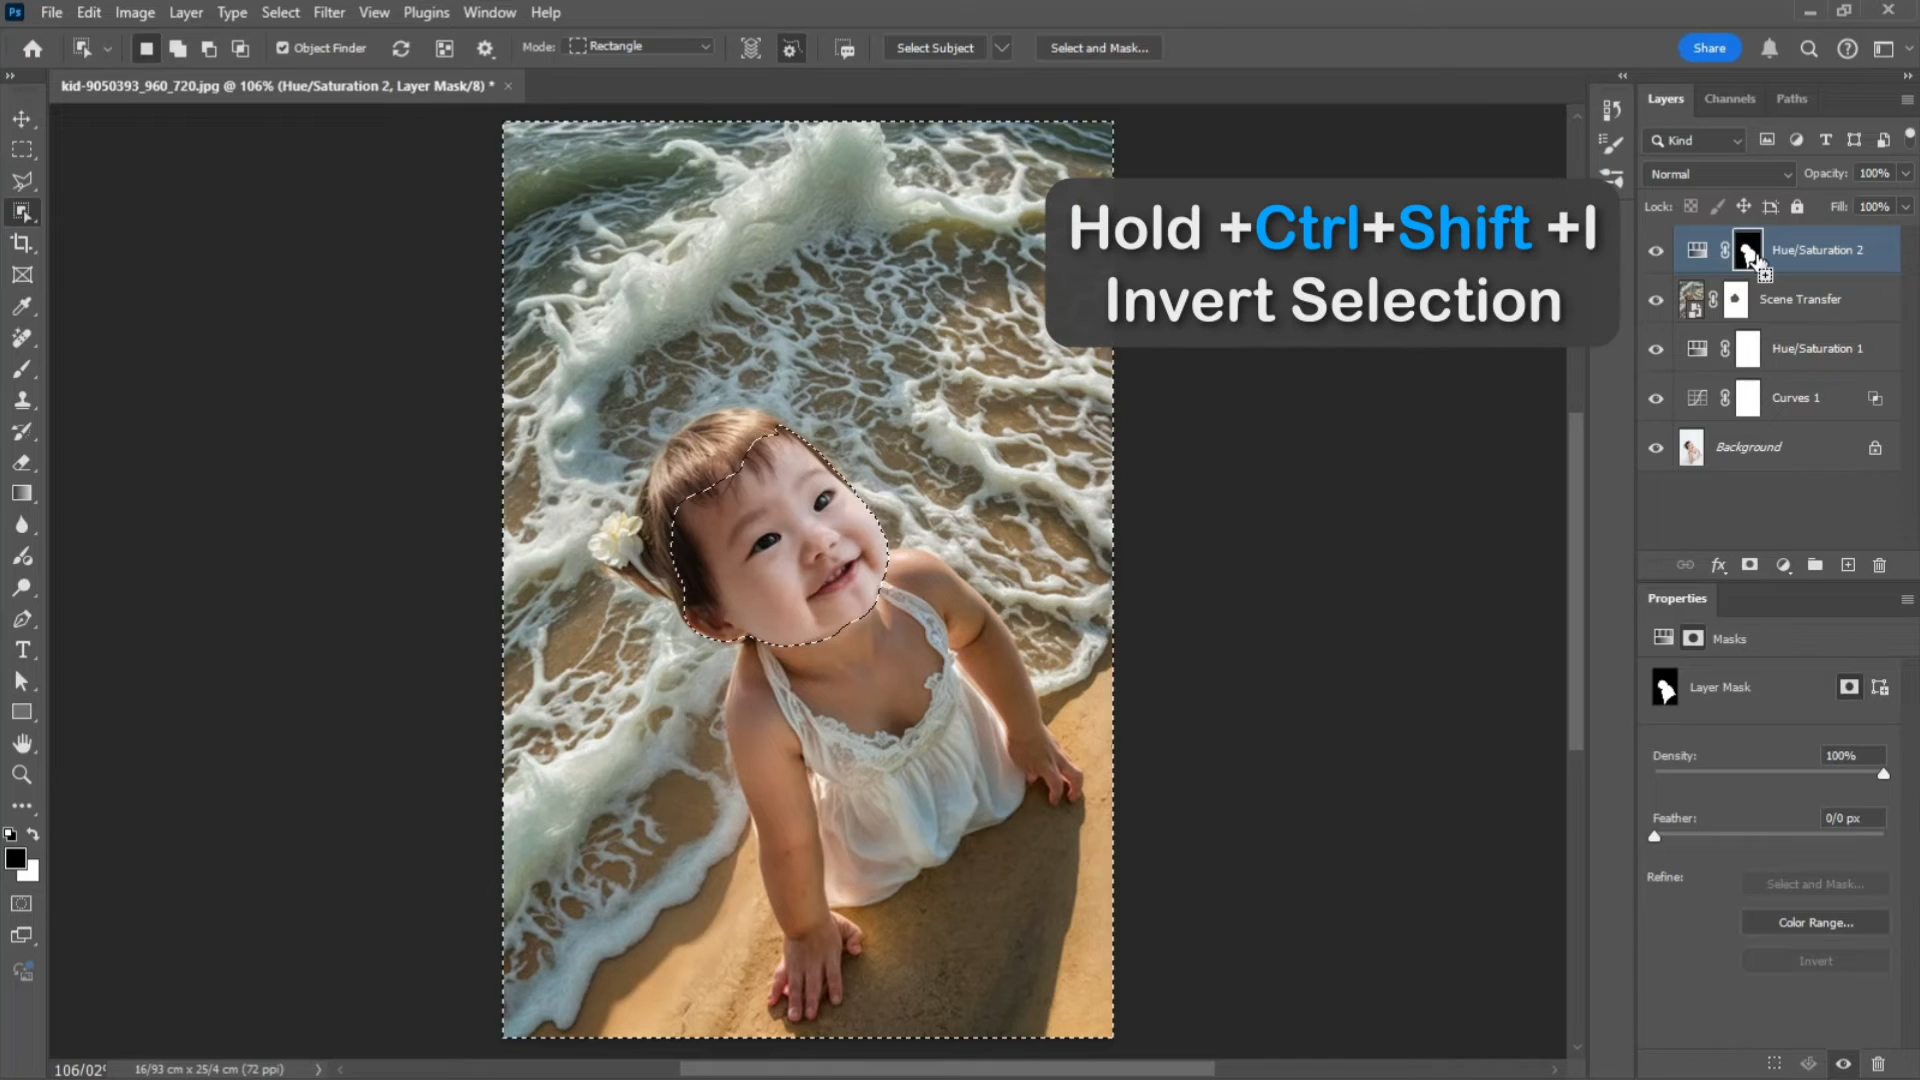 Ps File Edit Image Layer Type Select Filter View Plugins Window Help
Object Finder Mode: Rectangle Select Subject Select and Mask... Share
kid-9050393_960_720.jpg @ 106% (Hue/Saturation 2, Layer Mask/8) *
Hold +Ctrl+Shift +I
Invert Selection
Layers Channels Paths
Kind
Normal Opacity: 100%
Lock: Fill: 100%
Hue/Saturation 2
Scene Transfer
Hue/Saturation 1
Curves 1
Background
fx
Properties
Masks
Layer Mask
Density: 100%
Feather: 0/0 px
Refine: Select and Mask...
Color Range...
Invert
106/02% 16/93 cm x 25/4 cm (72 ppi)